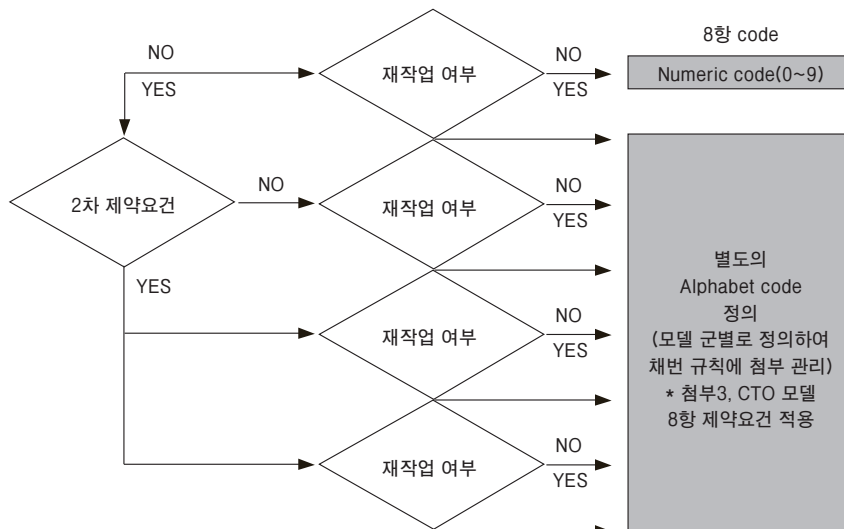 8항 code
NO
YES
재작업 여부
NO
YES
Numeric code(0~9)
2차 제약요건
NO
재작업 여부
NO
YES
YES
재작업 여부
NO
YES
재작업 여부
NO
YES
별도의
Alphabet code
정의
(모델 군별로 정의하여
채번 규칙에 첨부 관리)
* 첨부3, CTO 모델
8항 제약요건 적용